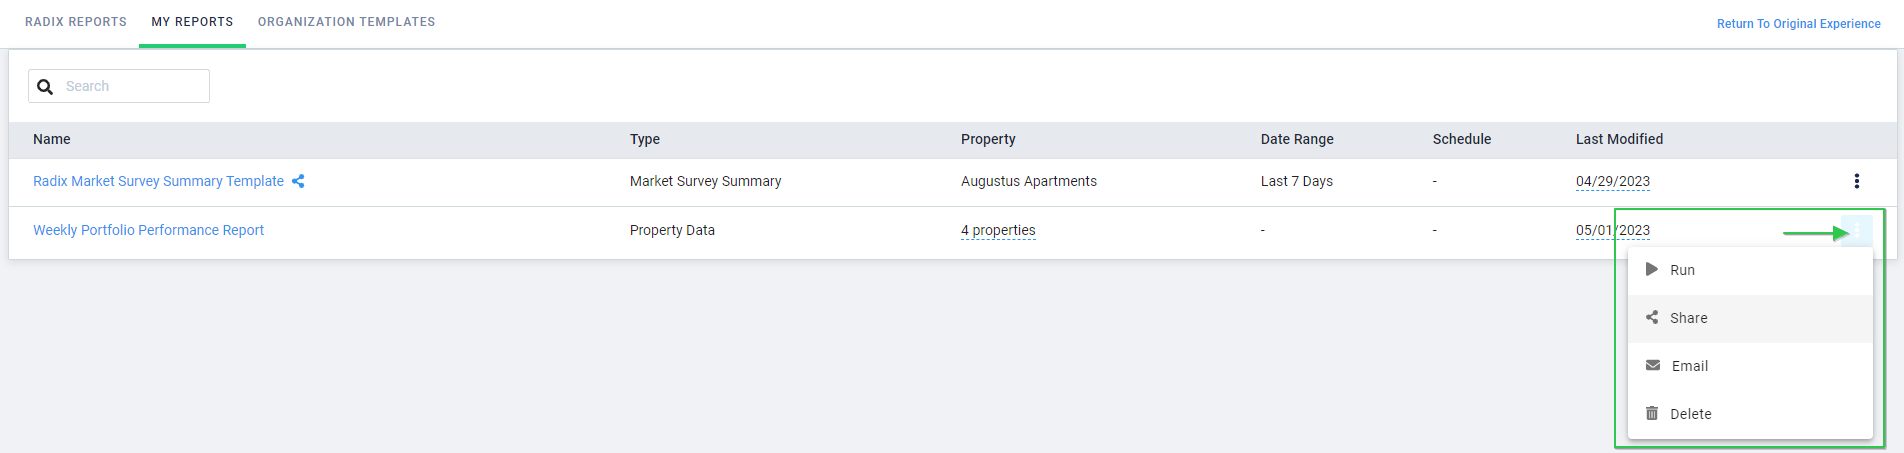 RADIX REPORTS MY REPORTS ORGANIZATION TEMPLATES Return To Original Experience
Search
Name Type Property Date Range Schedule Last Modified
Radix Market Survey Summary Template Market Survey Summary Augustus Apartments Last 7 Days - 04/29/2023
Weekly Portfolio Performance Report Property Data 4 properties - - 05/01/2023
Run
Share
Email
Delete